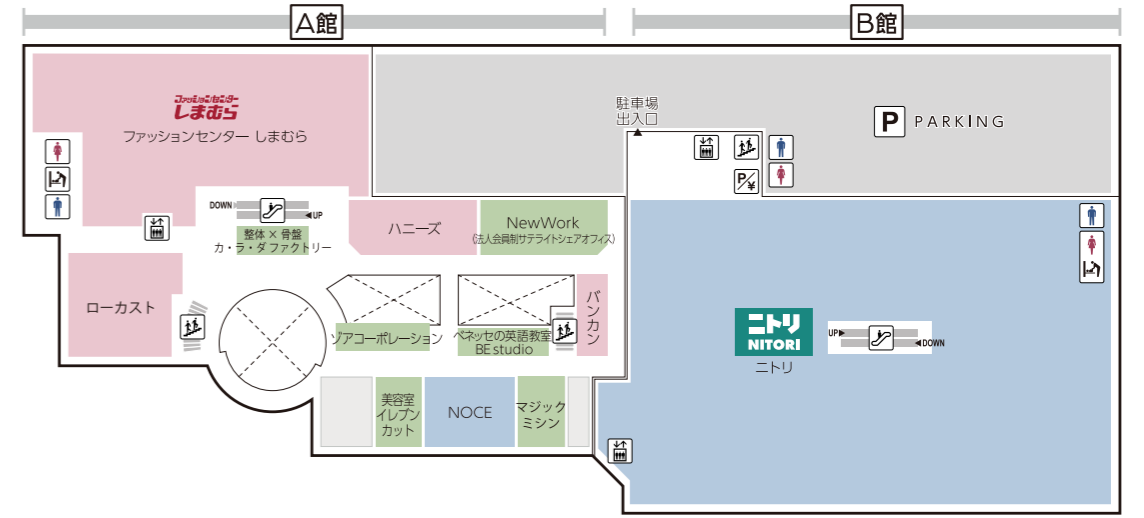 A館
B館
ファッションセンター
しまむら
ファッションセンター しまむら
駐車場
出入口
P PARKING
P/¥
DOWN
UP
整体×骨盤
カ・ラ・ダ ファクトリー
ハニーズ
NewWork
(法人会員制サテライトシェアオフィス)
ローカスト
バンカン
ゾアコーポレーション
ベネッセの英語教室
BE studio
ニトリ
NITORI
ニトリ
UP
DOWN
美容室
イレブン
カット
NOCE
マジック
ミシン